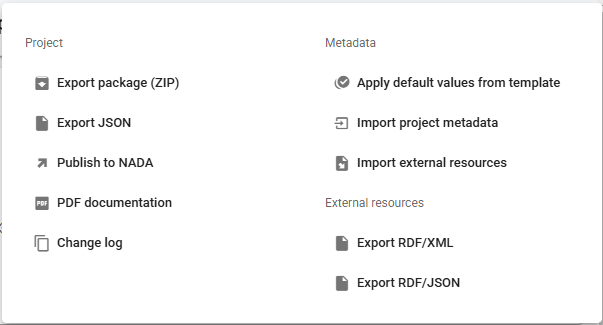 Project
Export package (ZIP)
Export JSON
Publish to NADA
PDF PDF documentation
Change log
Metadata
Apply default values from template
Import project metadata
Import external resources
External resources
Export RDF/XML
Export RDF/JSON